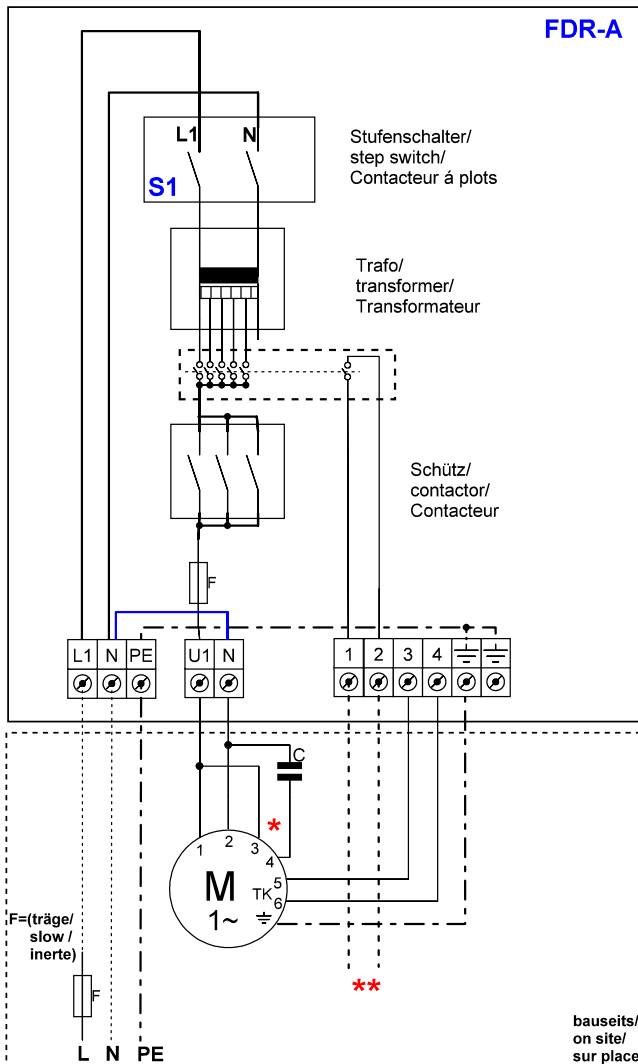 FDR-A
L1 N
S1
Stufenschalter/
step switch/
Contacteur á plots
Trafo/
transformer/
Transformateur
Schütz/
contactor/
Contacteur
F
L1 N PE U1 N 1 2 3 4
C
*
1 2 3 4 5 6
M
1~
TK
F=(träge/
slow /
inerte)
**
F
L N PE
bauseits/
on site/
sur place